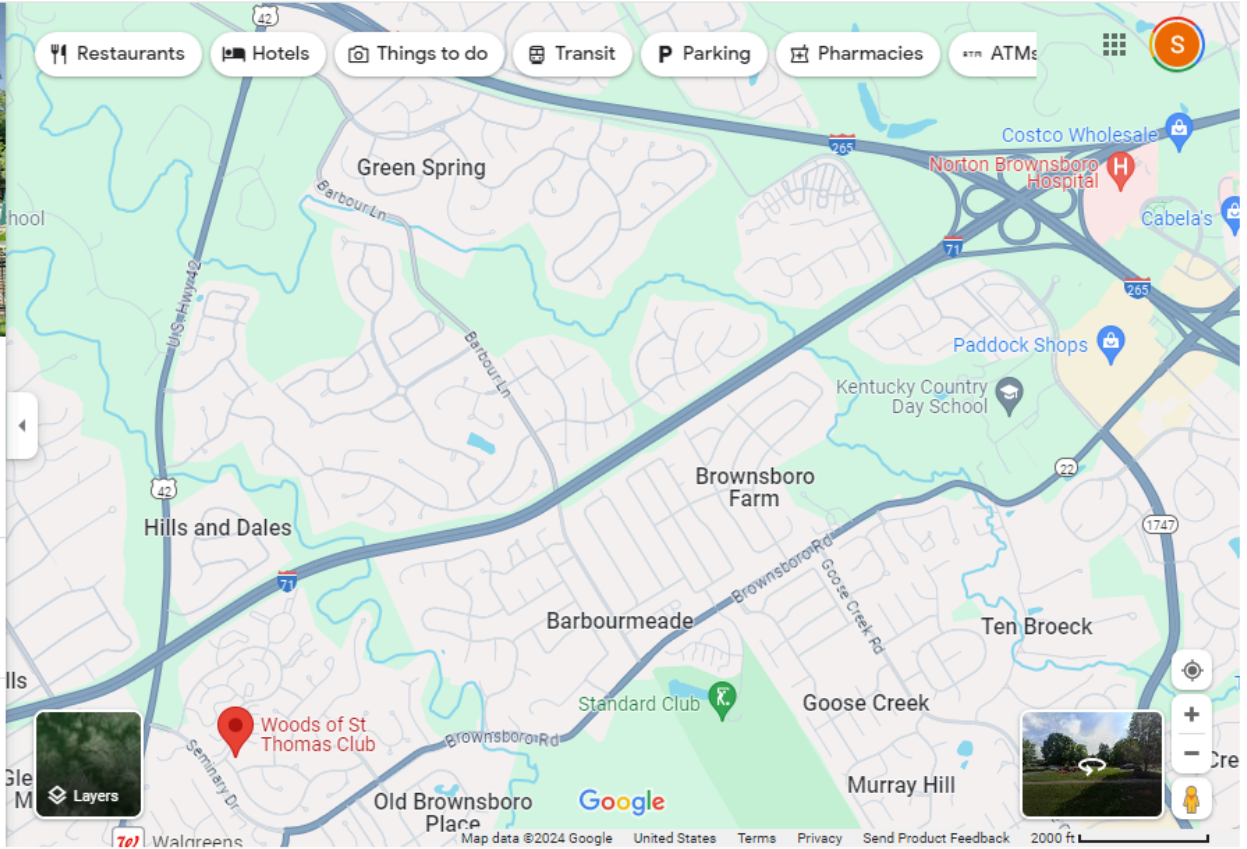 42
Restaurants
Hotels
Things to do
Transit
Parking
Pharmacies
ATMs
S
265
Costco Wholesale
Norton Brownsboro
Hospital
H
Green Spring
Barbour Ln
hool
Cabela's
71
U.S. Hwy 42
265
Barbour Ln
Paddock Shops
Kentucky Country
Day School
Brownsboro
Farm
22
42
Hills and Dales
1747
71
Brownsboro Rd
Goose Creek Rd
Barbourmeade
Ten Broeck
lls
Standard Club
Goose Creek
Woods of St
Thomas Club
Seminary Dr
Brownsboro Rd
Gle
M
Layers
Old Brownsboro
Place
Google
Murray Hill
Cre
W Walgreens
Map data ©2024 Google United States Terms Privacy Send Product Feedback 2000 ft